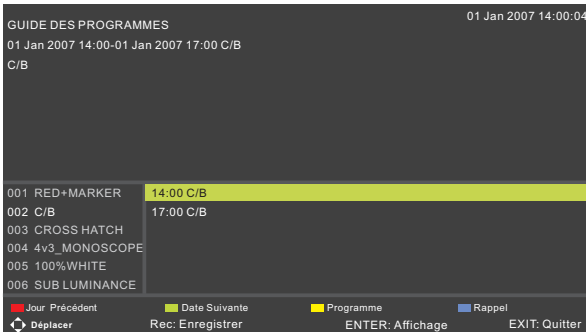 GUIDE DES PROGRAMMES
01 Jan 2007 14:00:04
01 Jan 2007 14:00-01 Jan 2007 17:00 C/B
C/B
001 RED+MARKER
14:00 C/B
002 C/B
17:00 C/B
003 CROSS HATCH
004 4v3_MONOSCOPE
005 100%WHITE
006 SUB LUMINANCE
Jour Précédent Date Suivante Programme Rappel
Déplacer Rec: Enregistrer ENTER: Affichage EXIT: Quitter